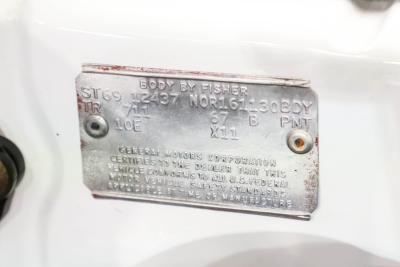 BODY BY FISHER
ST69 12437 NOR161130BDY
TR 711 67 B PNT
10E X11
GENERAL MOTORS CORPORATION
CERTIFIES TO THE DEALER THAT THIS
VEHICLE CONFORMS TO ALL U.S. FEDERAL
MOTOR VEHICLE SAFETY STANDARDS
APPLICABLE AT TIME OF MANUFACTURE